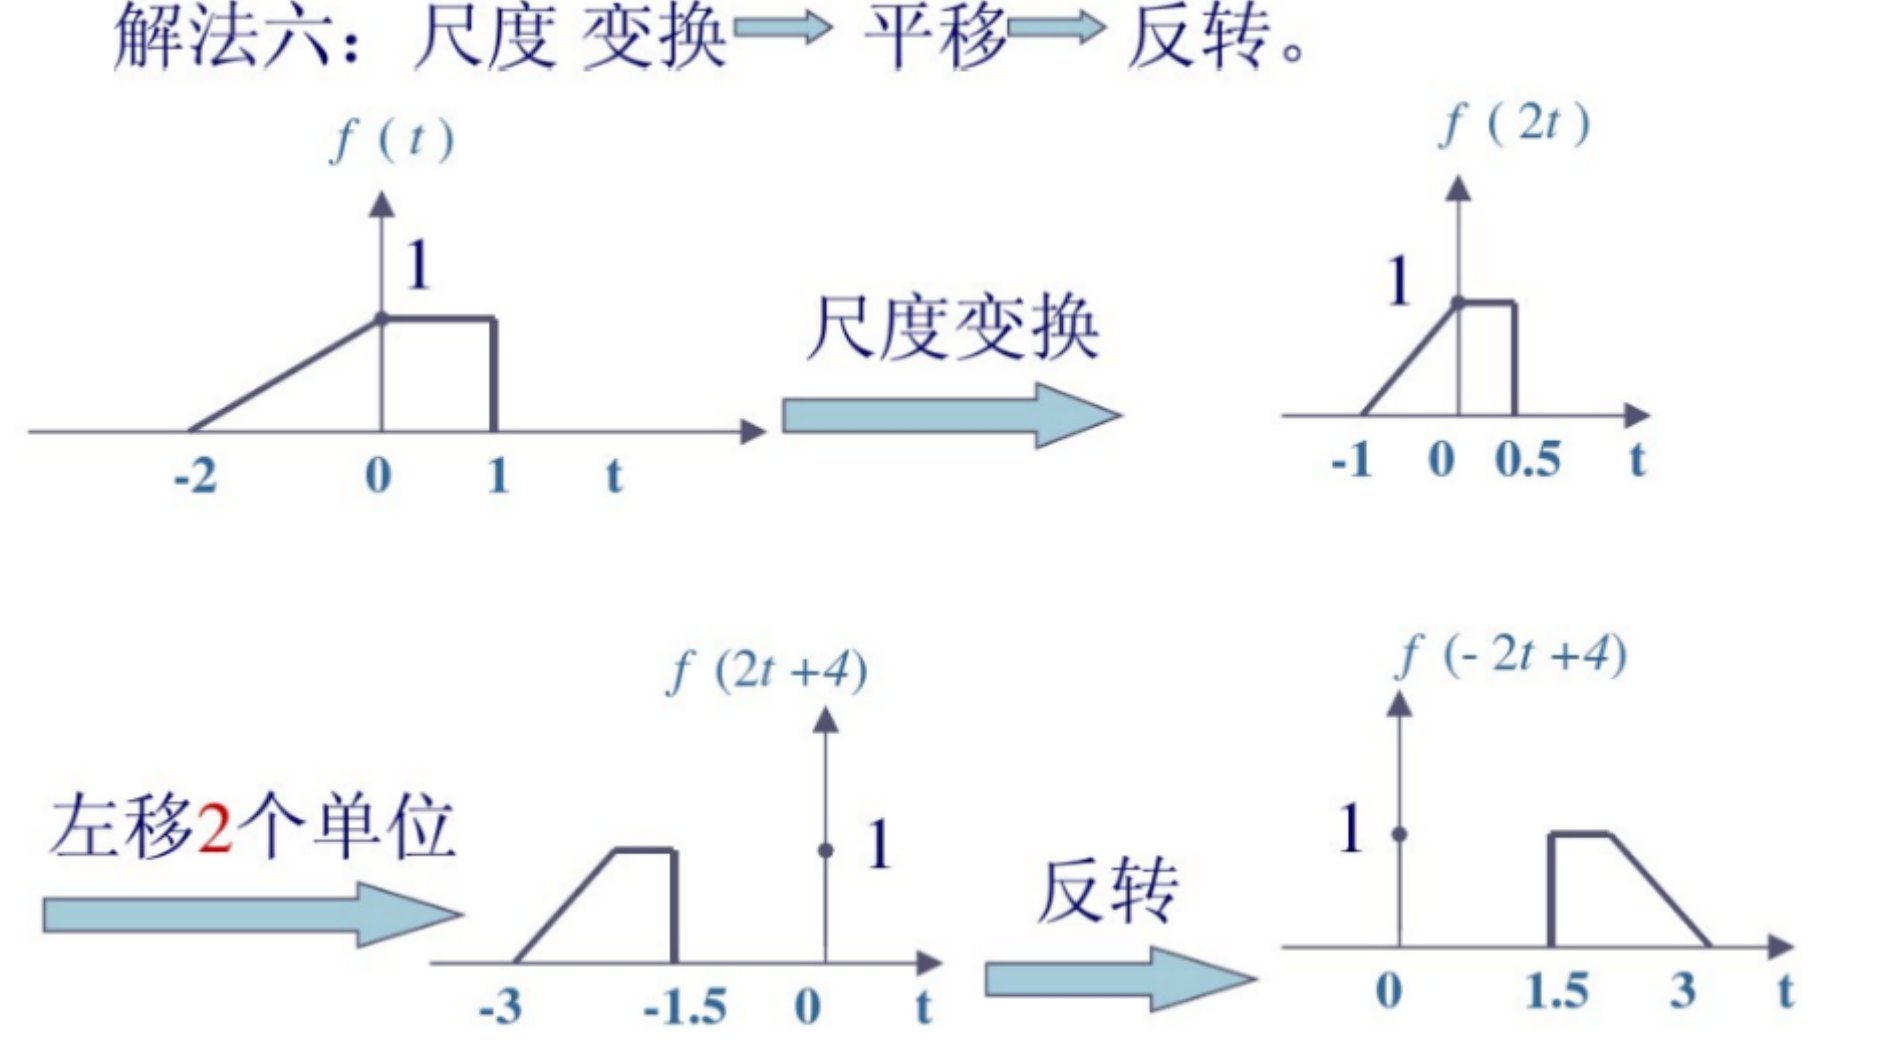 解法六：尺度 变换 平移 反转。
f ( t )
1
-2 0 1 t
尺度变换
f ( 2t )
1
-1 0 0.5 t
左移2个单位
f (2t +4)
1
-3 -1.5 0 t
反转
f (- 2t +4)
1
0 1.5 3 t